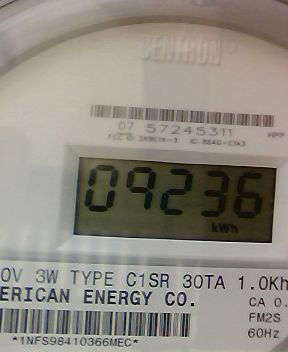 CENTRON®
07 57245311
HPP
09236
kWh
0V 3W TYPE C1SR 30TA 1.0Kh
ERICAN ENERGY CO.
CA 0.
FM2S
60Hz
*1NFS98410366MEC*